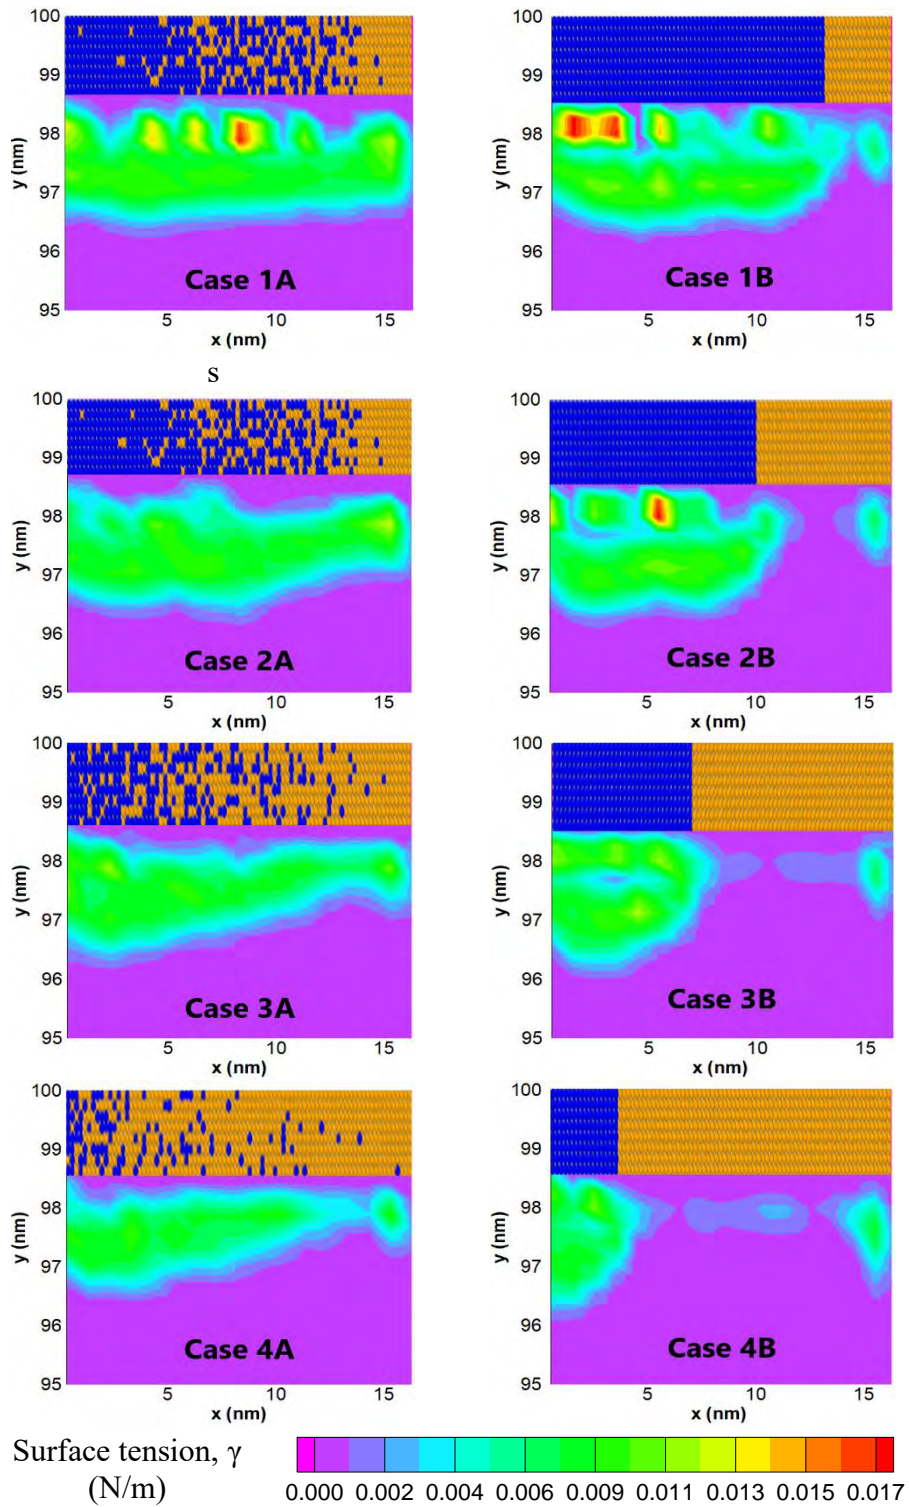 100
99
98
97
96
95
y (nm)
Case 1A
5 10 15
x (nm)
100
99
98
97
96
95
y (nm)
Case 1B
5 10 15
x (nm)
s
100
99
98
97
96
95
y (nm)
Case 2A
5 10 15
x (nm)
100
99
98
97
96
95
y (nm)
Case 2B
5 10 15
x (nm)
100
99
98
97
96
95
y (nm)
Case 3A
5 10 15
x (nm)
100
99
98
97
96
95
y (nm)
Case 3B
5 10 15
x (nm)
100
99
98
97
96
95
y (nm)
Case 4A
5 10 15
x (nm)
100
99
98
97
96
95
y (nm)
Case 4B
5 10 15
x (nm)
Surface tension, γ
(N/m)
0.000 0.002 0.004 0.006 0.009 0.011 0.013 0.015 0.017